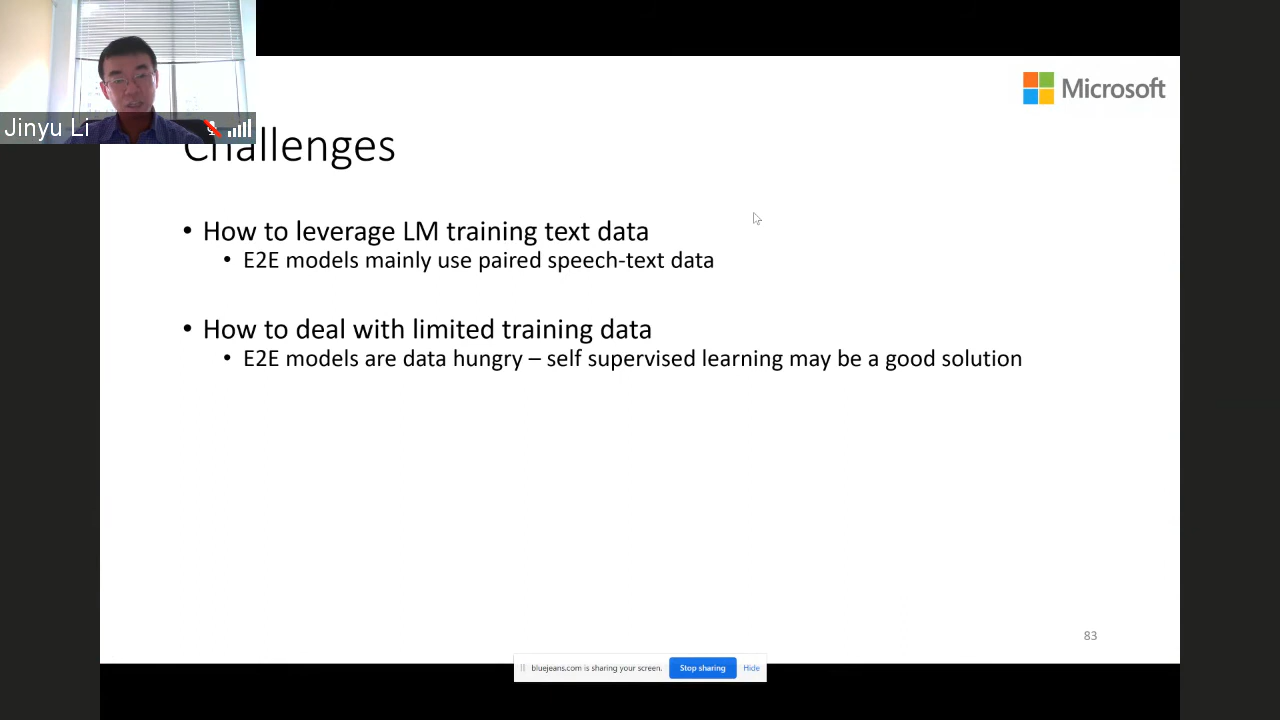 Microsoft
Jinyu Li
Challenges
• How to leverage LM training text data
• E2E models mainly use paired speech-text data
• How to deal with limited training data
• E2E models are data hungry – self supervised learning may be a good solution
83
bluejeans.com is sharing your screen. Stop sharing Hide